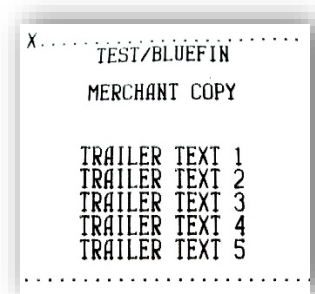 X.........................
TEST/BLUEFIN
MERCHANT COPY
TRAILER TEXT 1
TRAILER TEXT 2
TRAILER TEXT 3
TRAILER TEXT 4
TRAILER TEXT 5
..........................